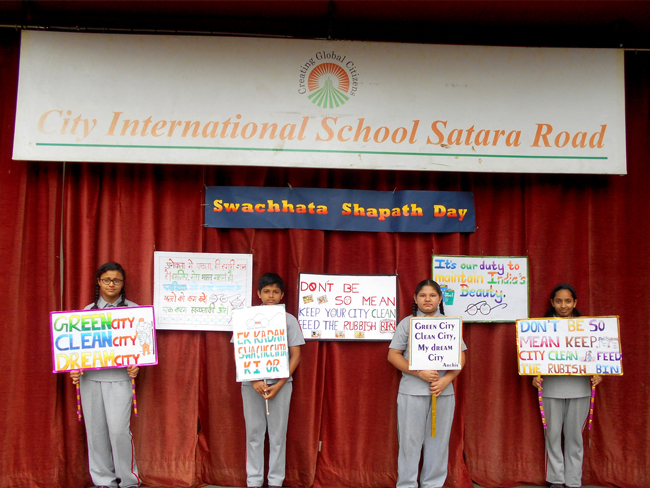 Creating Global Citizens
City International School Satara Road
Swachhata Shapath Day
DON'T BE
SO MEAN
KEEP YOUR CITY CLEAN
FEED THE RUBBISH BIN
It's our duty to
maintain India's
Beauty.
GREEN CITY
CLEAN CITY
DREAM CITY
EK KADAM
SWACHCHTA
KI OR
Green City
Clean City,
My dream
City
DON'T BE SO
MEAN KEEP
CITY CLEAN FEED
THE RUBISH BIN